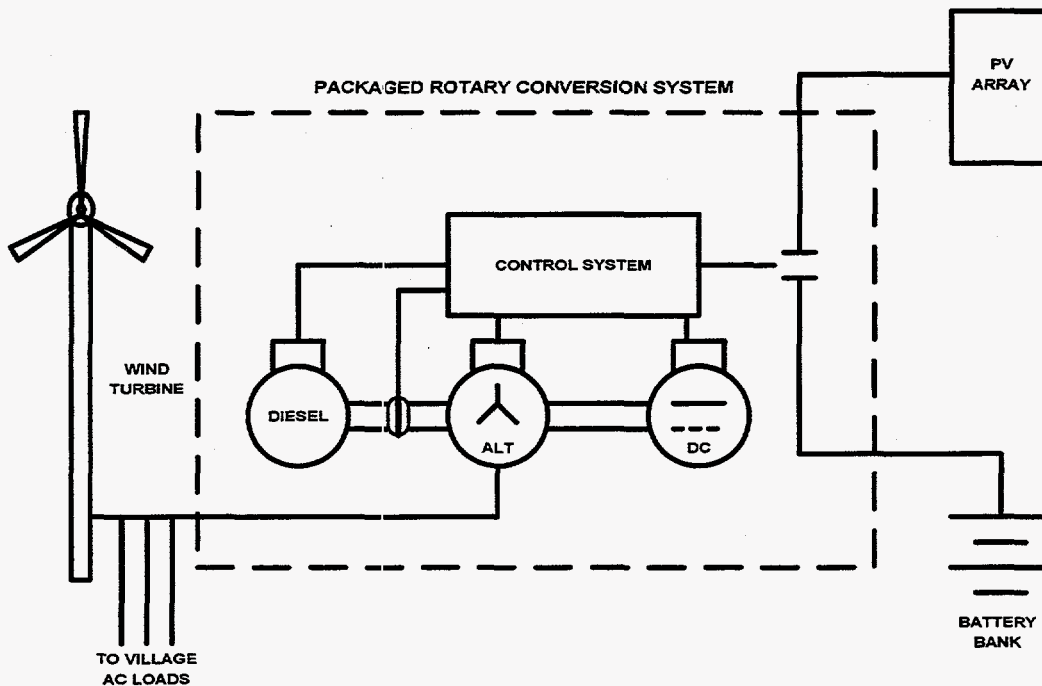 PV
ARRAY
PACKAGED ROTARY CONVERSION SYSTEM
CONTROL SYSTEM
WIND
TURBINE
DIESEL
ALT
DC
BATTERY
BANK
TO VILLAGE
AC LOADS